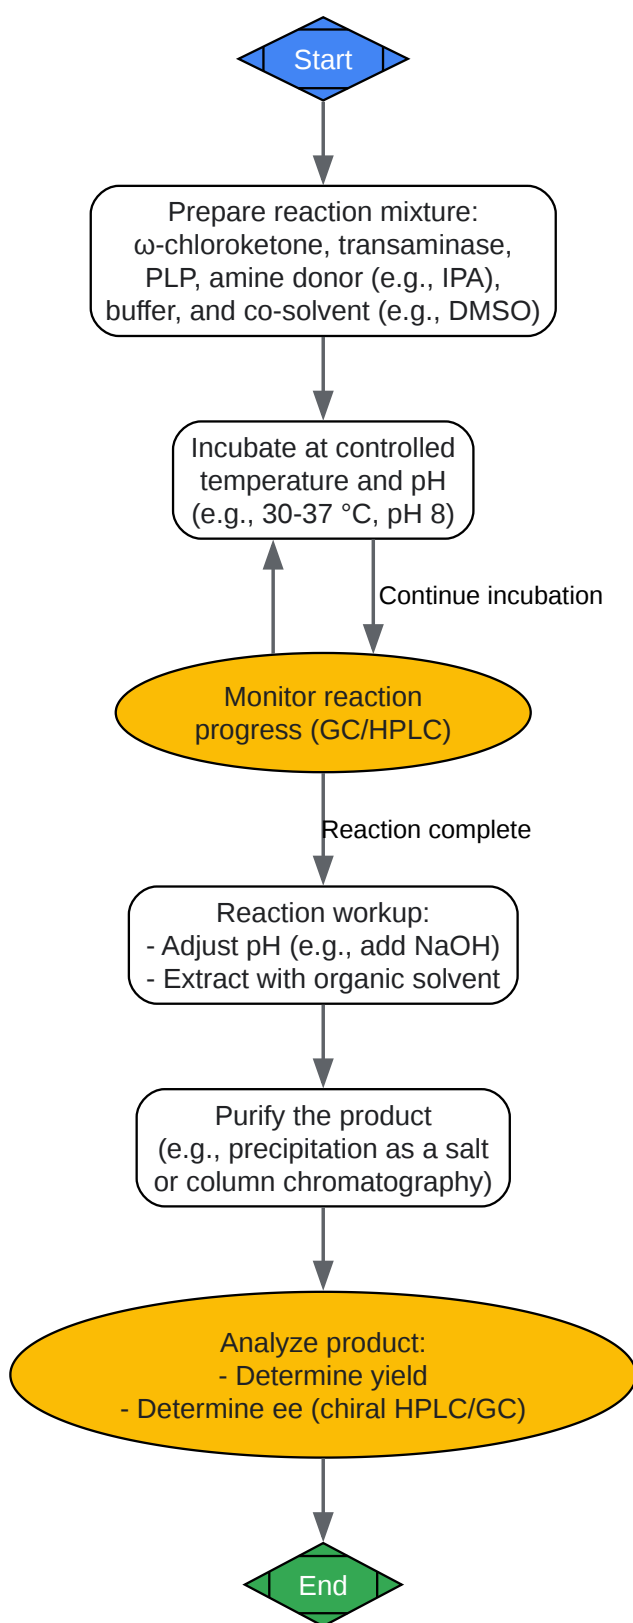 Start
Prepare reaction mixture:
ω-chloroketone, transaminase,
PLP, amine donor (e.g., IPA),
buffer, and co-solvent (e.g., DMSO)
Incubate at controlled
temperature and pH
(e.g., 30-37 °C, pH 8)
Continue incubation
Monitor reaction
progress (GC/HPLC)
Reaction complete
Reaction workup:
- Adjust pH (e.g., add NaOH)
- Extract with organic solvent
Purify the product
(e.g., precipitation as a salt
or column chromatography)
Analyze product:
- Determine yield
- Determine ee (chiral HPLC/GC)
End